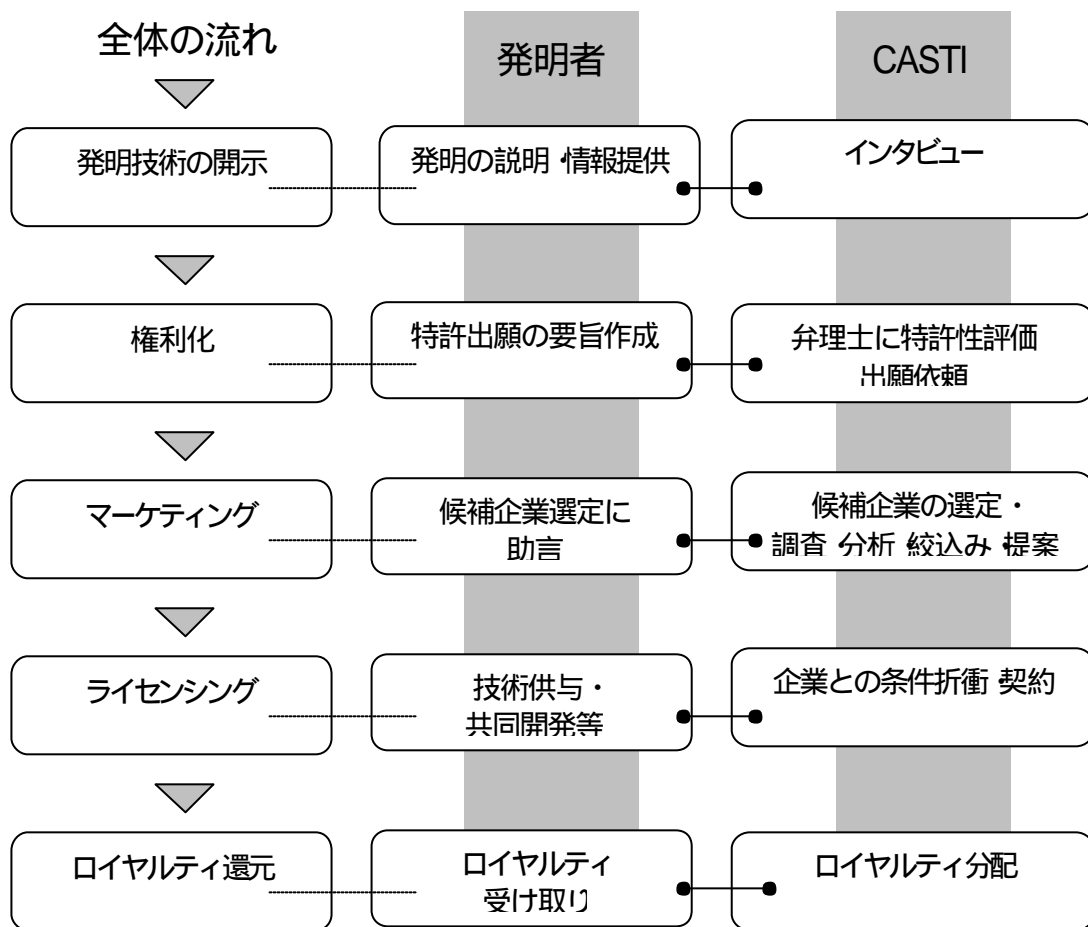 全体の流れ
発明者
CASTI
発明技術の開示
発明の説明・情報提供
インタビュー
権利化
特許出願の要旨作成
弁理士に特許性評価
出願依頼
マーケティング
候補企業選定に
助言
候補企業の選定・
調査・分析・絞込み・提案
ライセンシング
技術供与・
共同開発等
企業との条件折衝・契約
ロイヤルティ還元
ロイヤルティ
受け取り
ロイヤルティ分配